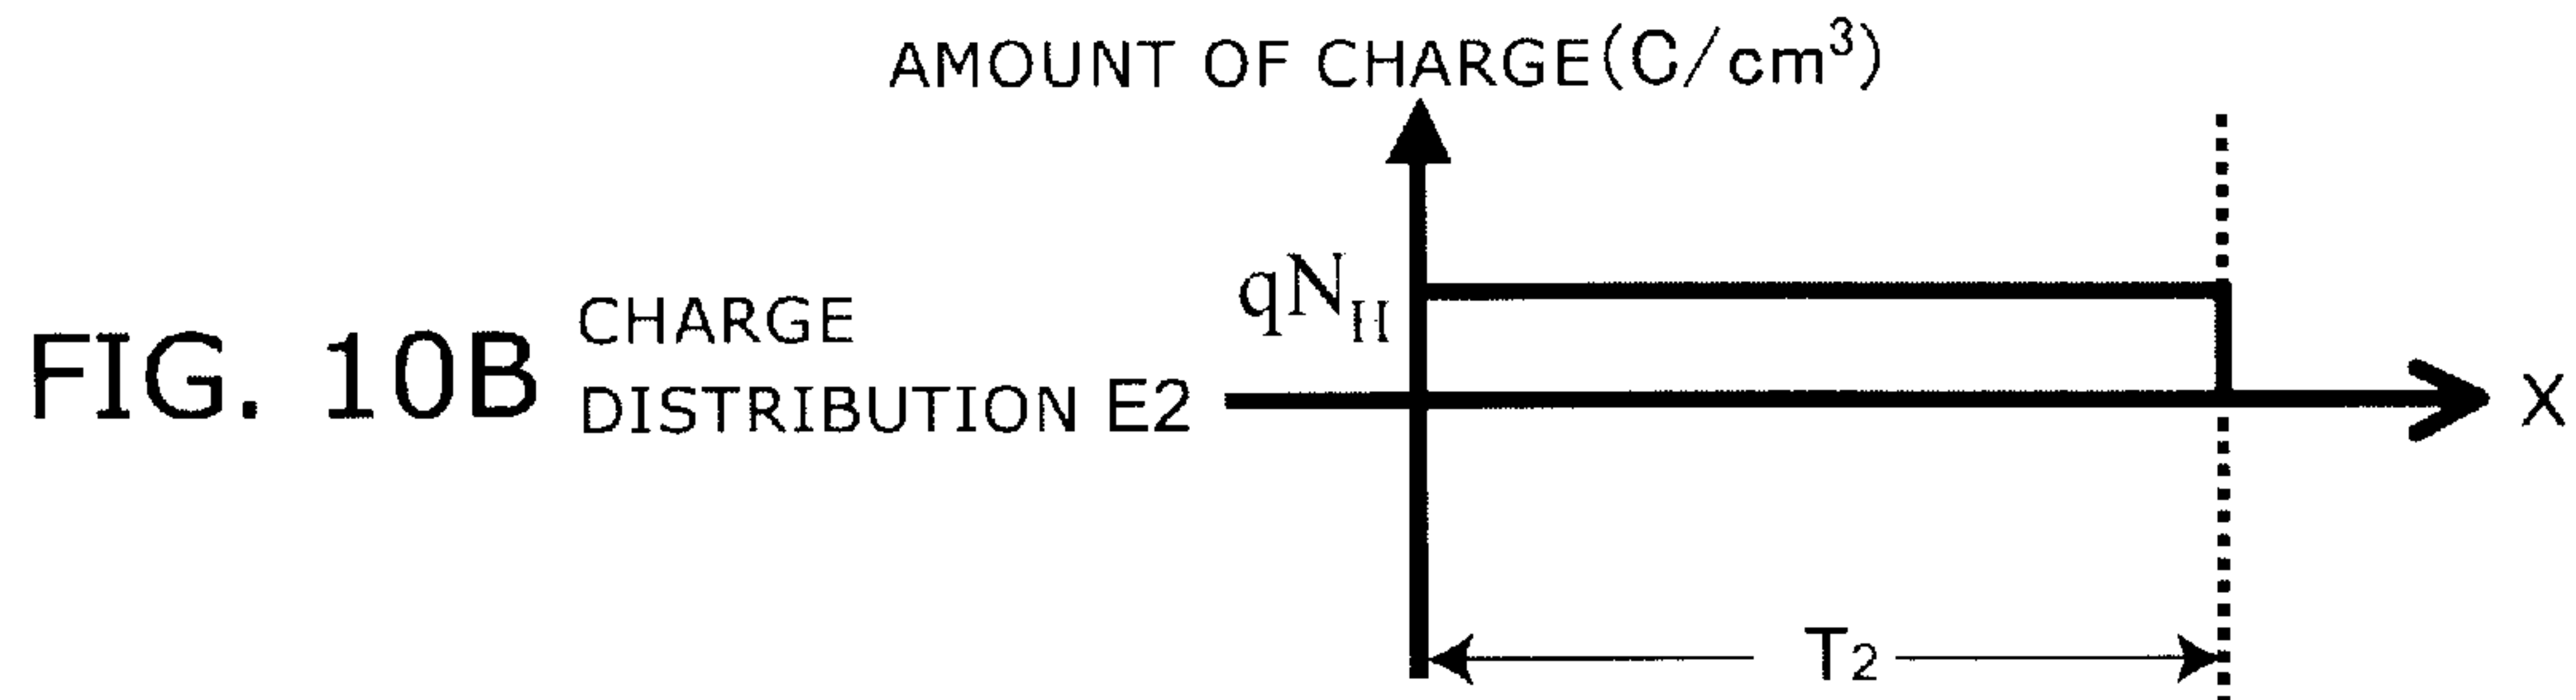 AMOUNT OF CHARGE(C/cm³)
qN_H
FIG. 10B
CHARGE
DISTRIBUTION E2
X
T₂